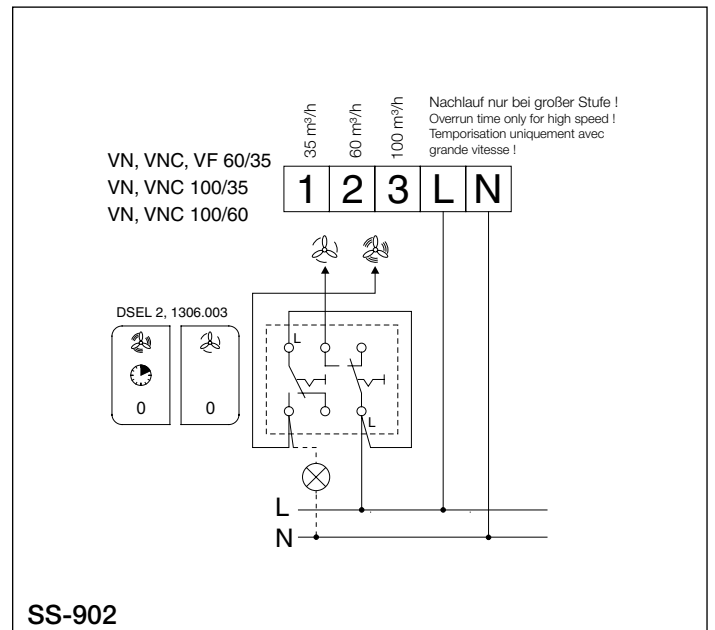 35 m³/h
60 m³/h
100 m³/h
Nachlauf nur bei großer Stufe !
Overrun time only for high speed !
Temporisation uniquement avec
grande vitesse !
VN, VNC, VF 60/35
VN, VNC 100/35
VN, VNC 100/60
1 2 3 L N
DSEL 2, 1306.003
L
0 0
L
L
N
SS-902